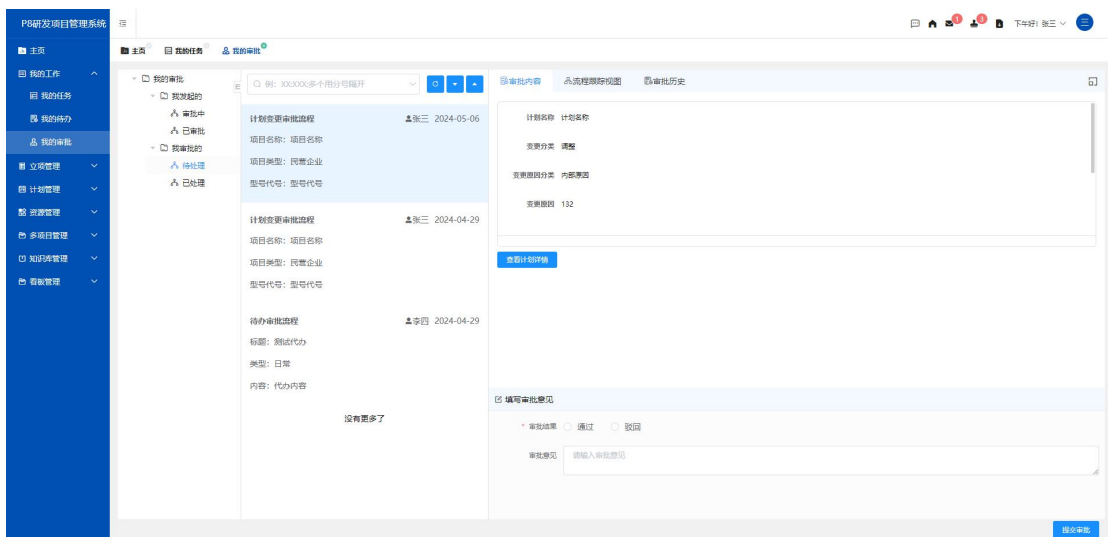 P8研发项目管理系统
1
3
下午好! 张三
三
主页
我的工作
我的任务
我的待办
我的审批
立项管理
计划管理
资源管理
多项目管理
知识库管理
看板管理
主页
我的任务
我的审批
我的审批
我发起的
审批中
已审批
我审批的
待处理
已处理
例: XX:XXX;多个用分号隔开
计划变更审批流程 张三 2024-05-06
项目名称: 项目名称
项目类型: 民营企业
型号代号: 型号代号
计划变更审批流程 张三 2024-04-29
项目名称: 项目名称
项目类型: 民营企业
型号代号: 型号代号
待办审批流程 李四 2024-04-29
标题: 测试代办
类型: 日常
内容: 代办内容
没有更多了
审批内容
流程跟踪视图
审批历史
计划名称 计划名称
变更分类 调整
变更原因分类 内部原因
变更原因 132
查看计划详情
填写审批意见
* 审批结果 通过 驳回
审批意见 请输入审批意见
提交审批